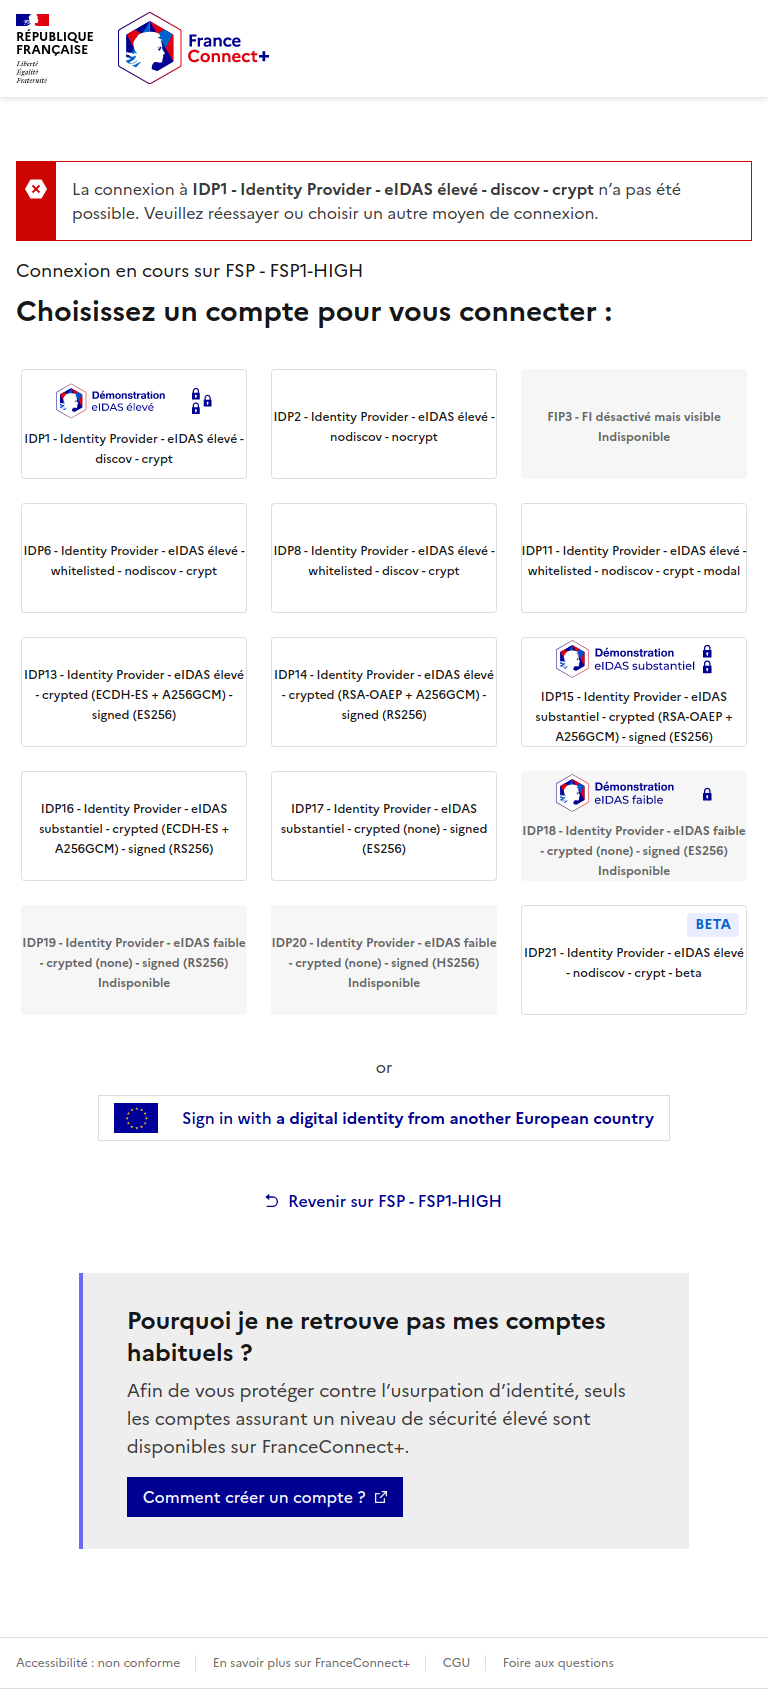 RÉPUBLIQUE
FRANÇAISE
Liberté
Égalité
Fraternité
France
Connect+
La connexion à IDP1 - Identity Provider - eIDAS élevé - discov - crypt n’a pas été
possible. Veuillez réessayer ou choisir un autre moyen de connexion.
Connexion en cours sur FSP - FSP1-HIGH
Choisissez un compte pour vous connecter :
Démonstration
eIDAS élevé
IDP1 - Identity Provider - eIDAS élevé -
discov - crypt
IDP2 - Identity Provider - eIDAS élevé -
nodiscov - nocrypt
FIP3 - FI désactivé mais visible
Indisponible
IDP6 - Identity Provider - eIDAS élevé -
whitelisted - nodiscov - crypt
IDP8 - Identity Provider - eIDAS élevé -
whitelisted - discov - crypt
IDP11 - Identity Provider - eIDAS élevé -
whitelisted - nodiscov - crypt - modal
IDP13 - Identity Provider - eIDAS élevé
- crypted (ECDH-ES + A256GCM) -
signed (ES256)
IDP14 - Identity Provider - eIDAS élevé
- crypted (RSA-OAEP + A256GCM) -
signed (RS256)
Démonstration
eIDAS substantiel
IDP15 - Identity Provider - eIDAS
substantiel - crypted (RSA-OAEP +
A256GCM) - signed (ES256)
IDP16 - Identity Provider - eIDAS
substantiel - crypted (ECDH-ES +
A256GCM) - signed (RS256)
IDP17 - Identity Provider - eIDAS
substantiel - crypted (none) - signed
(ES256)
Démonstration
eIDAS faible
IDP18 - Identity Provider - eIDAS faible
- crypted (none) - signed (ES256)
Indisponible
IDP19 - Identity Provider - eIDAS faible
- crypted (none) - signed (RS256)
Indisponible
IDP20 - Identity Provider - eIDAS faible
- crypted (none) - signed (HS256)
Indisponible
BETA
IDP21 - Identity Provider - eIDAS élevé
- nodiscov - crypt - beta
or
Sign in with a digital identity from another European country
Revenir sur FSP - FSP1-HIGH
Pourquoi je ne retrouve pas mes comptes
habituels ?
Afin de vous protéger contre l’usurpation d’identité, seuls
les comptes assurant un niveau de sécurité élevé sont
disponibles sur FranceConnect+.
Comment créer un compte ?
Accessibilité : non conforme
En savoir plus sur FranceConnect+
CGU
Foire aux questions